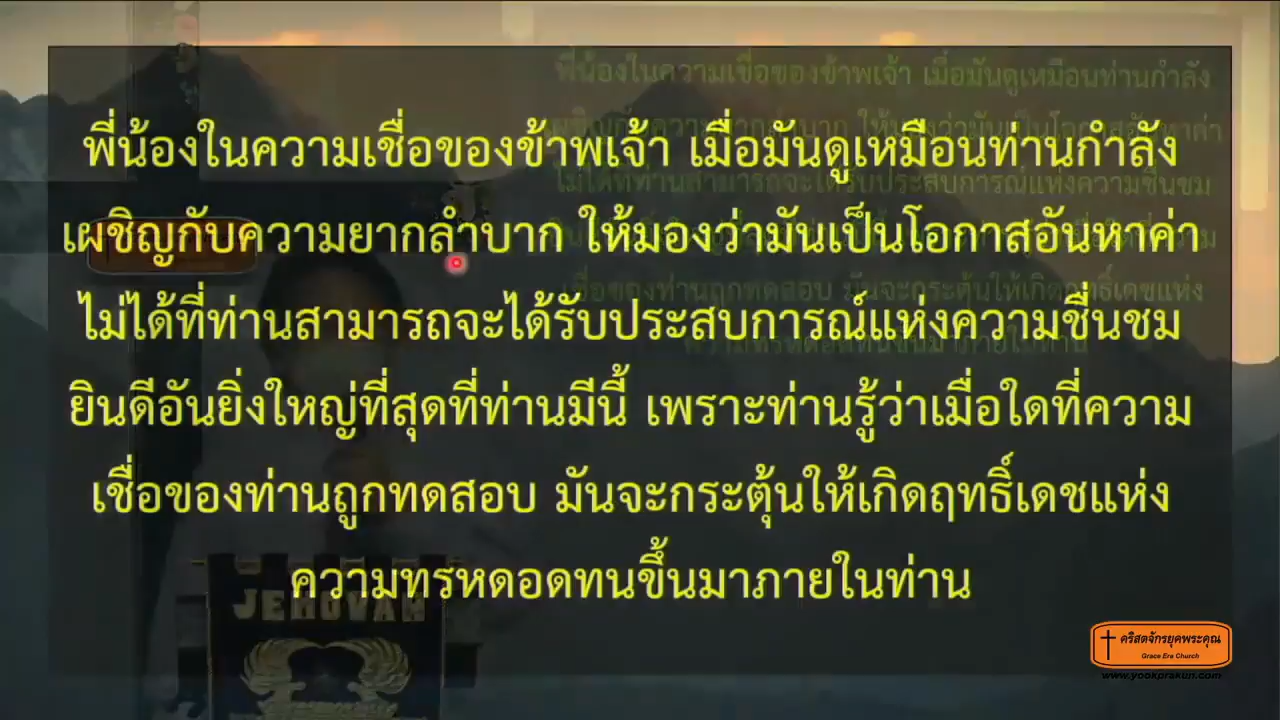 พี่น้องในความเชื่อของข้าพเจ้า เมื่อมันดูเหมือนท่านกำลัง
เผชิญกับความยากลำบาก ให้มองว่ามันเป็นโอกาสอันหาค่า
ไม่ได้ที่ท่านสามารถจะได้รับประสบการณ์แห่งความชื่นชม
ยินดีอันยิ่งใหญ่ที่สุดที่ท่านมีนี้ เพราะท่านรู้ว่าเมื่อใดที่ความ
เชื่อของท่านถูกทดสอบ มันจะกระตุ้นให้เกิดฤทธิ์เดชแห่ง
ความทรหดอดทนขึ้นมาภายในท่าน
JEHOVAH
คริสตจักรยุคพระคุณ
Grace Era Church
www.yookprakun.com